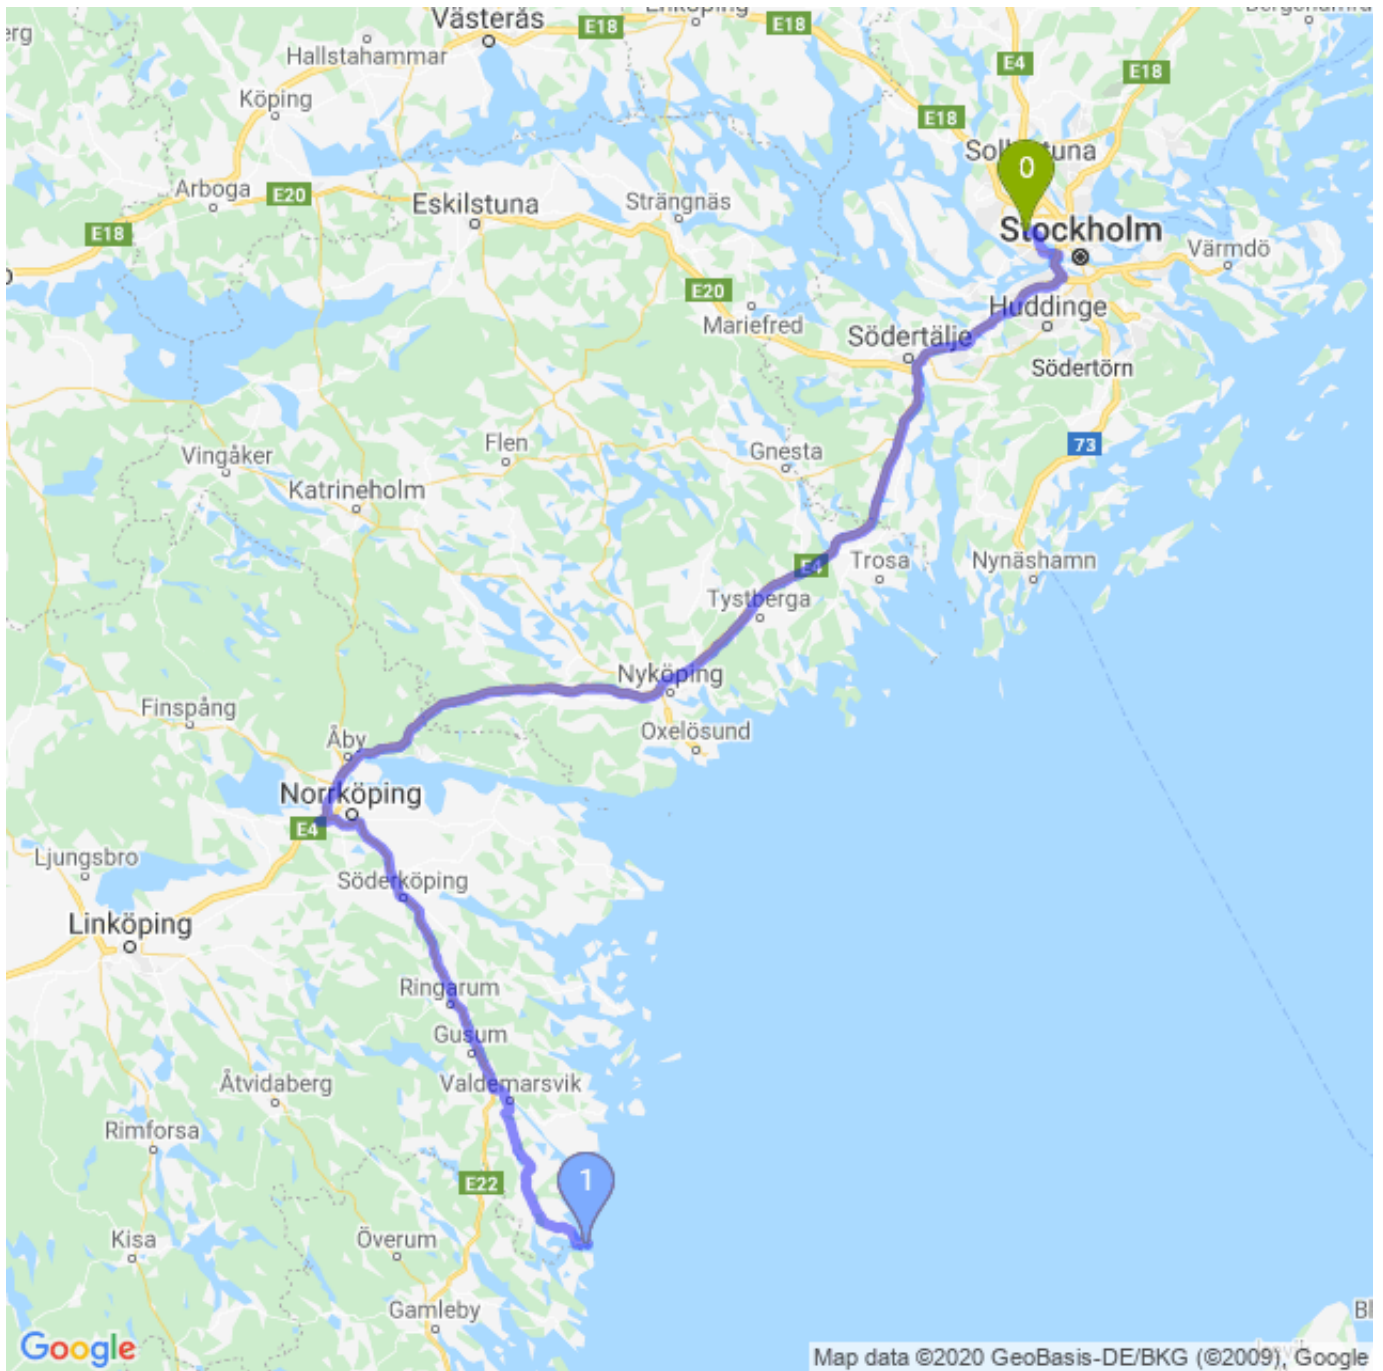 Västerås
E18
E18
Hallstahammar
E4
E18
Köping
E18
0
Arboga
E20
Eskilstuna
Strängnäs
Stockholm
E18
Värmdö
E20
Mariefred
Huddinge
Södertälje
Södertörn
Flen
Gnesta
73
Vingåker
Katrineholm
E4
Trosa
Nynäshamn
Tystberga
Nyköping
Finspång
Oxelösund
Åby
Norrköping
E4
Ljungsbro
Söderköping
Linköping
Ringarum
Gusum
Åtvidaberg
Valdemarsvik
Rimforsa
E22
1
Kisa
Överum
Gamleby
Bl
Google
Map data ©2020 GeoBasis-DE/BKG (©2009), Google